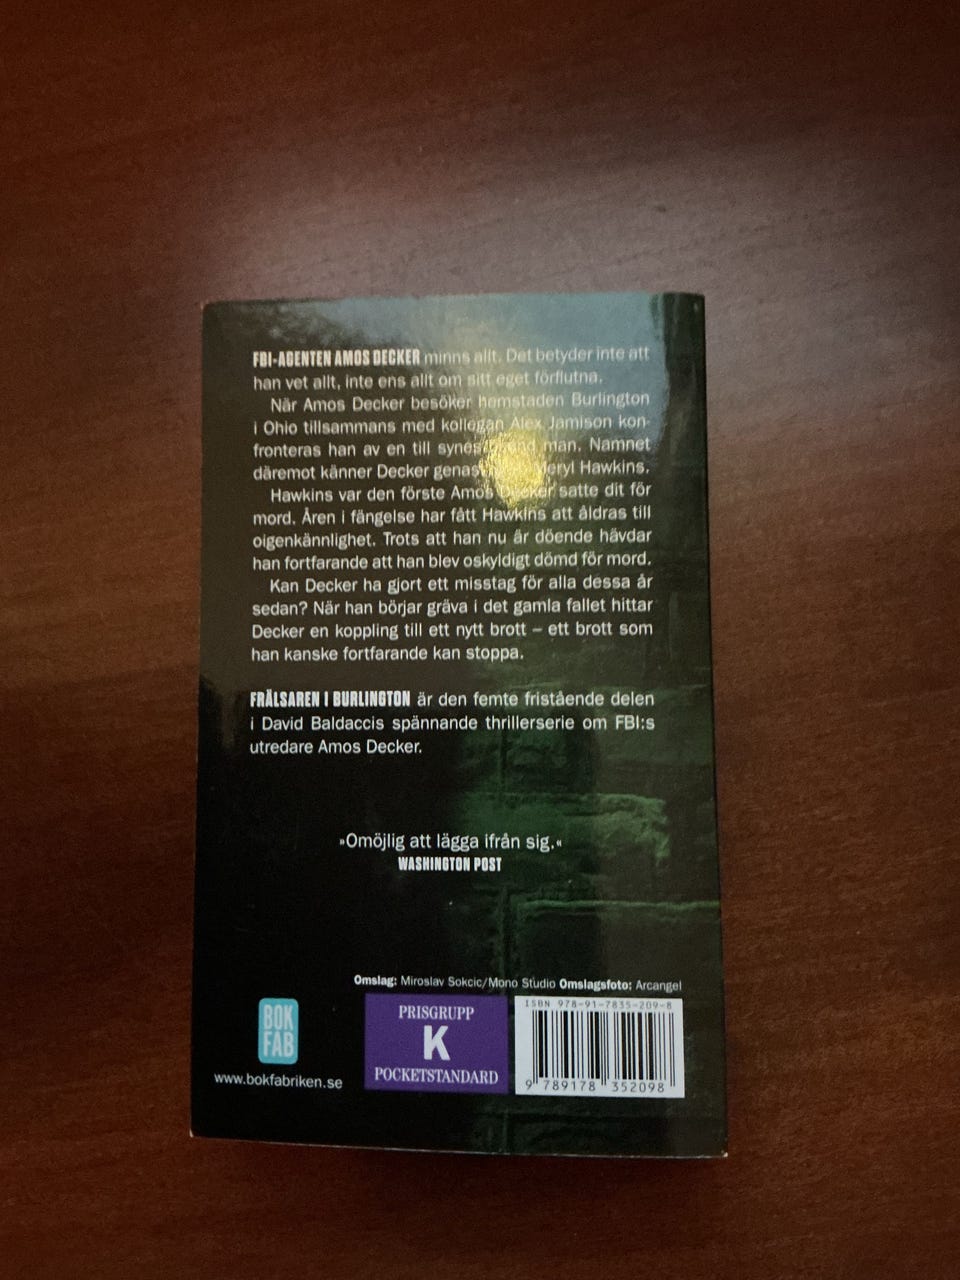 FBI-AGENTEN AMOS DECKER minns allt. Det betyder inte att
han vet allt, inte ens allt om sitt eget förflutna.
När Amos Decker besöker hemstaden Burlington
i Ohio tillsammans med kollegan Alex Jamison kon-
fronteras han av en till synes man. Namnet
däremot känner Decker genast Meryl Hawkins.
Hawkins var den förste Amos Decker satte dit för
mord. Åren i fängelse har fått Hawkins att åldras till
oigenkännlighet. Trots att han nu är döende hävdar
han fortfarande att han blev oskyldigt dömd för mord.
Kan Decker ha gjort ett misstag för alla dessa år
sedan? När han börjar gräva i det gamla fallet hittar
Decker en koppling till ett nytt brott – ett brott som
han kanske fortfarande kan stoppa.
FRÄLSAREN I BURLINGTON är den femte fristående delen
i David Baldaccis spännande thrillerserie om FBI:s
utredare Amos Decker.
»Omöjlig att lägga ifrån sig.«
WASHINGTON POST
Omslag: Miroslav Sokcic/Mono Studio Omslagsfoto: Arcangel
BOK
FAB
www.bokfabriken.se
PRISGRUPP
K
POCKETSTANDARD
ISBN 978-91-7835-209-8
9 789178 352098